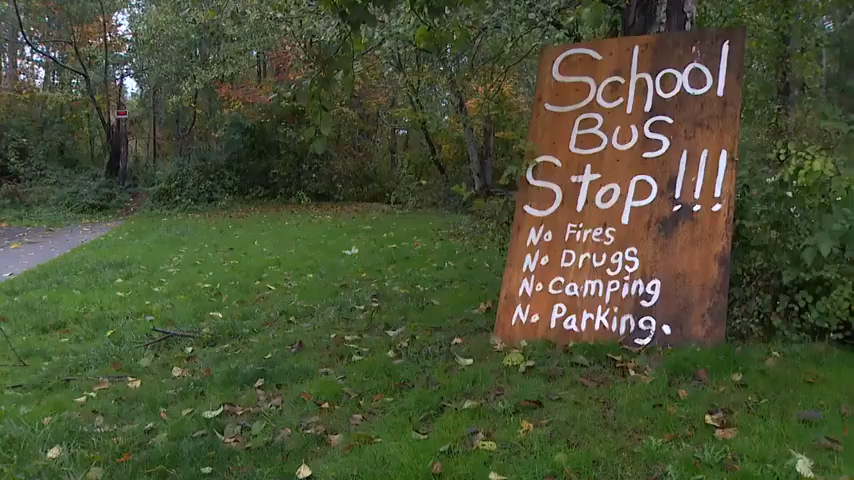 School
Bus
Stop!!!
No Fires
No Drugs
No Camping
No Parking.